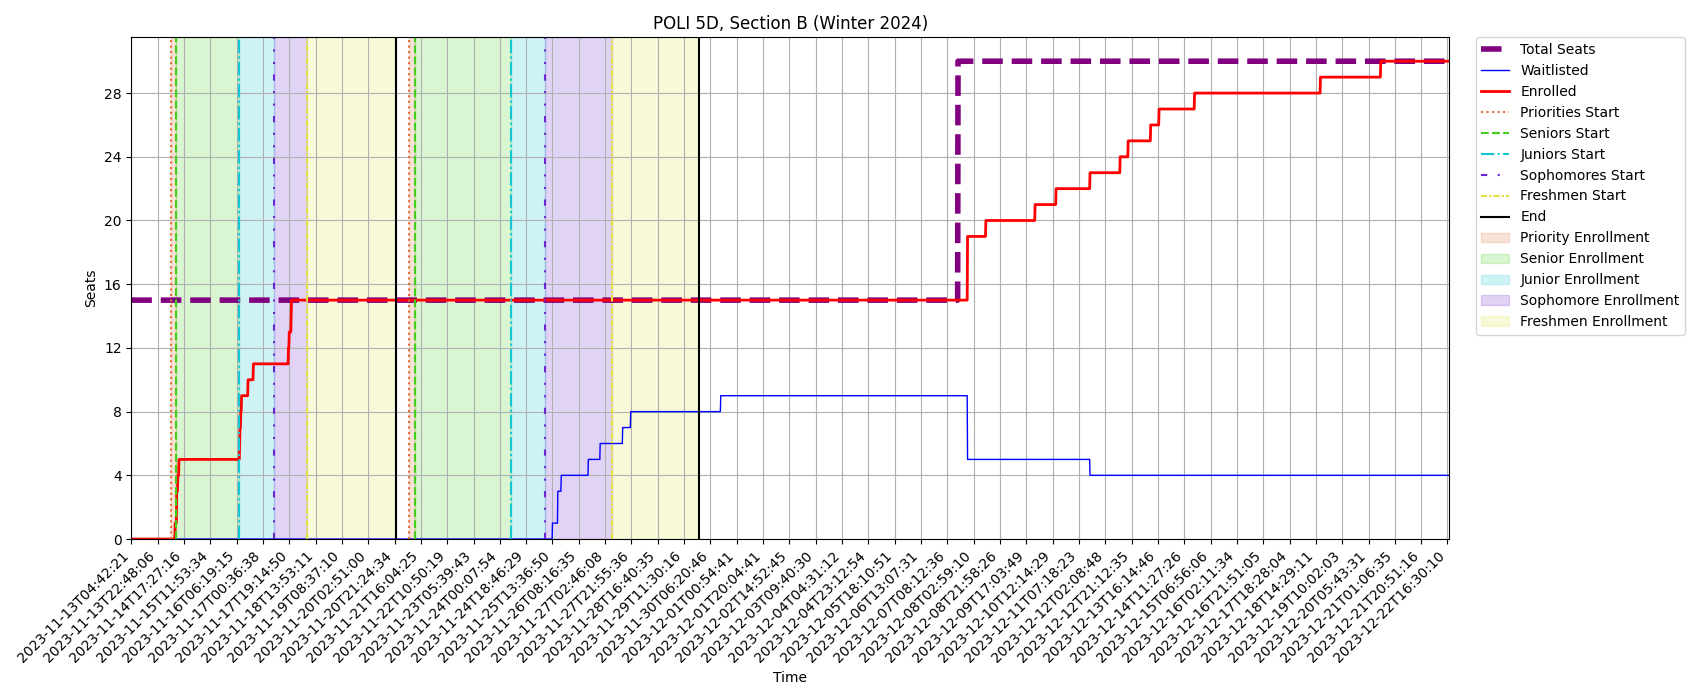 POLI 5D, Section B (Winter 2024)
Seats
28
24
20
16
12
8
4
0
2023-11-13T04:42:21
2023-11-13T22:48:06
2023-11-14T17:27:16
2023-11-15T11:53:34
2023-11-16T06:19:15
2023-11-17T00:36:38
2023-11-17T19:14:50
2023-11-18T13:53:11
2023-11-19T08:37:10
2023-11-20T02:51:00
2023-11-20T21:24:34
2023-11-21T16:04:25
2023-11-22T10:50:19
2023-11-23T05:39:43
2023-11-24T00:07:54
2023-11-24T18:46:29
2023-11-25T13:36:50
2023-11-26T08:16:35
2023-11-27T02:46:08
2023-11-27T21:55:36
2023-11-28T16:40:35
2023-11-29T11:30:16
2023-11-30T06:20:46
2023-12-01T00:54:41
2023-12-01T20:04:41
2023-12-02T14:52:45
2023-12-03T09:40:30
2023-12-04T04:31:12
2023-12-04T23:12:54
2023-12-05T18:10:51
2023-12-06T13:07:31
2023-12-07T08:12:36
2023-12-08T02:59:10
2023-12-08T21:58:26
2023-12-09T17:03:49
2023-12-10T12:14:29
2023-12-11T07:18:23
2023-12-12T02:08:48
2023-12-12T21:12:35
2023-12-13T16:14:46
2023-12-14T11:27:26
2023-12-15T06:56:06
2023-12-16T02:11:34
2023-12-16T21:51:05
2023-12-17T18:28:04
2023-12-18T14:29:11
2023-12-19T10:02:03
2023-12-20T05:43:31
2023-12-21T01:06:35
2023-12-21T20:51:16
2023-12-22T16:30:10
Time
Total Seats
Waitlisted
Enrolled
Priorities Start
Seniors Start
Juniors Start
Sophomores Start
Freshmen Start
End
Priority Enrollment
Senior Enrollment
Junior Enrollment
Sophomore Enrollment
Freshmen Enrollment